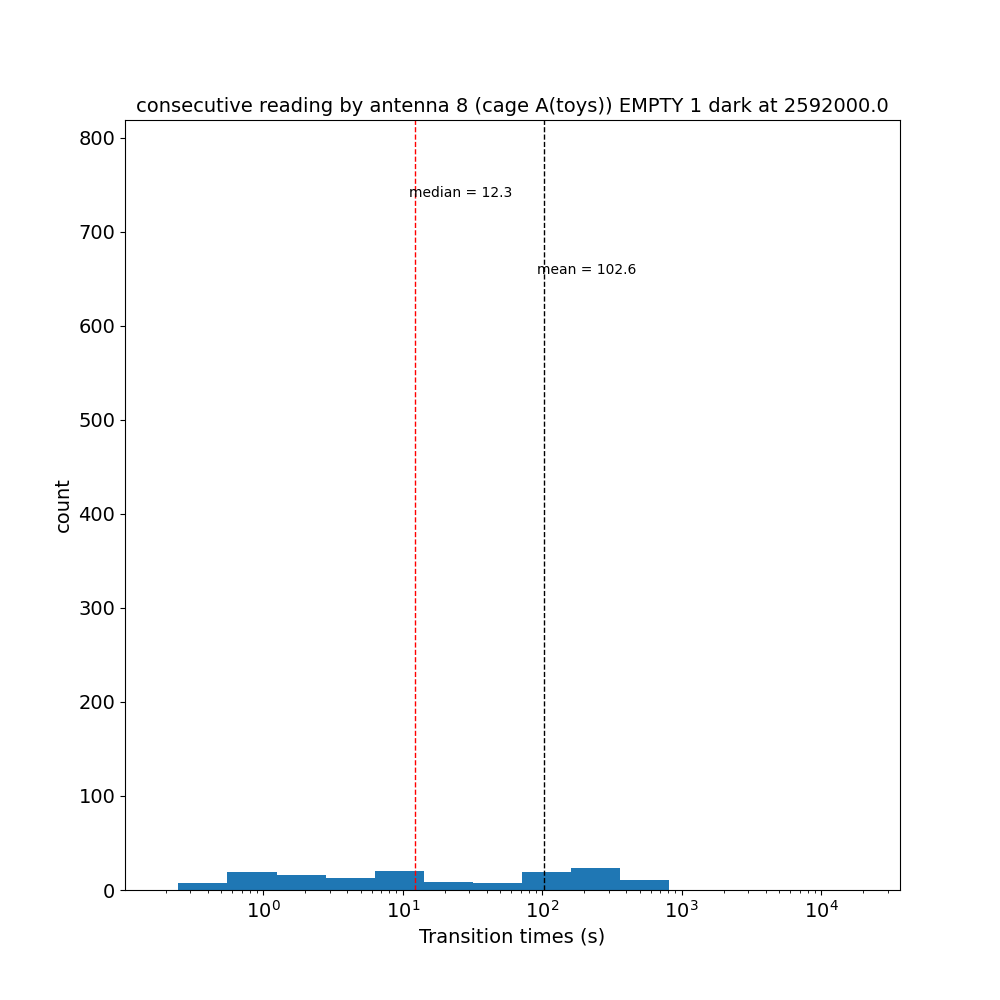 consecutive reading by antenna 8 (cage A(toys)) EMPTY 1 dark at 2592000.0
800
median = 12.3
700
mean = 102.6
600
500
count
400
300
200
100
0
10⁰ 10¹ 10² 10³ 10⁴
Transition times (s)